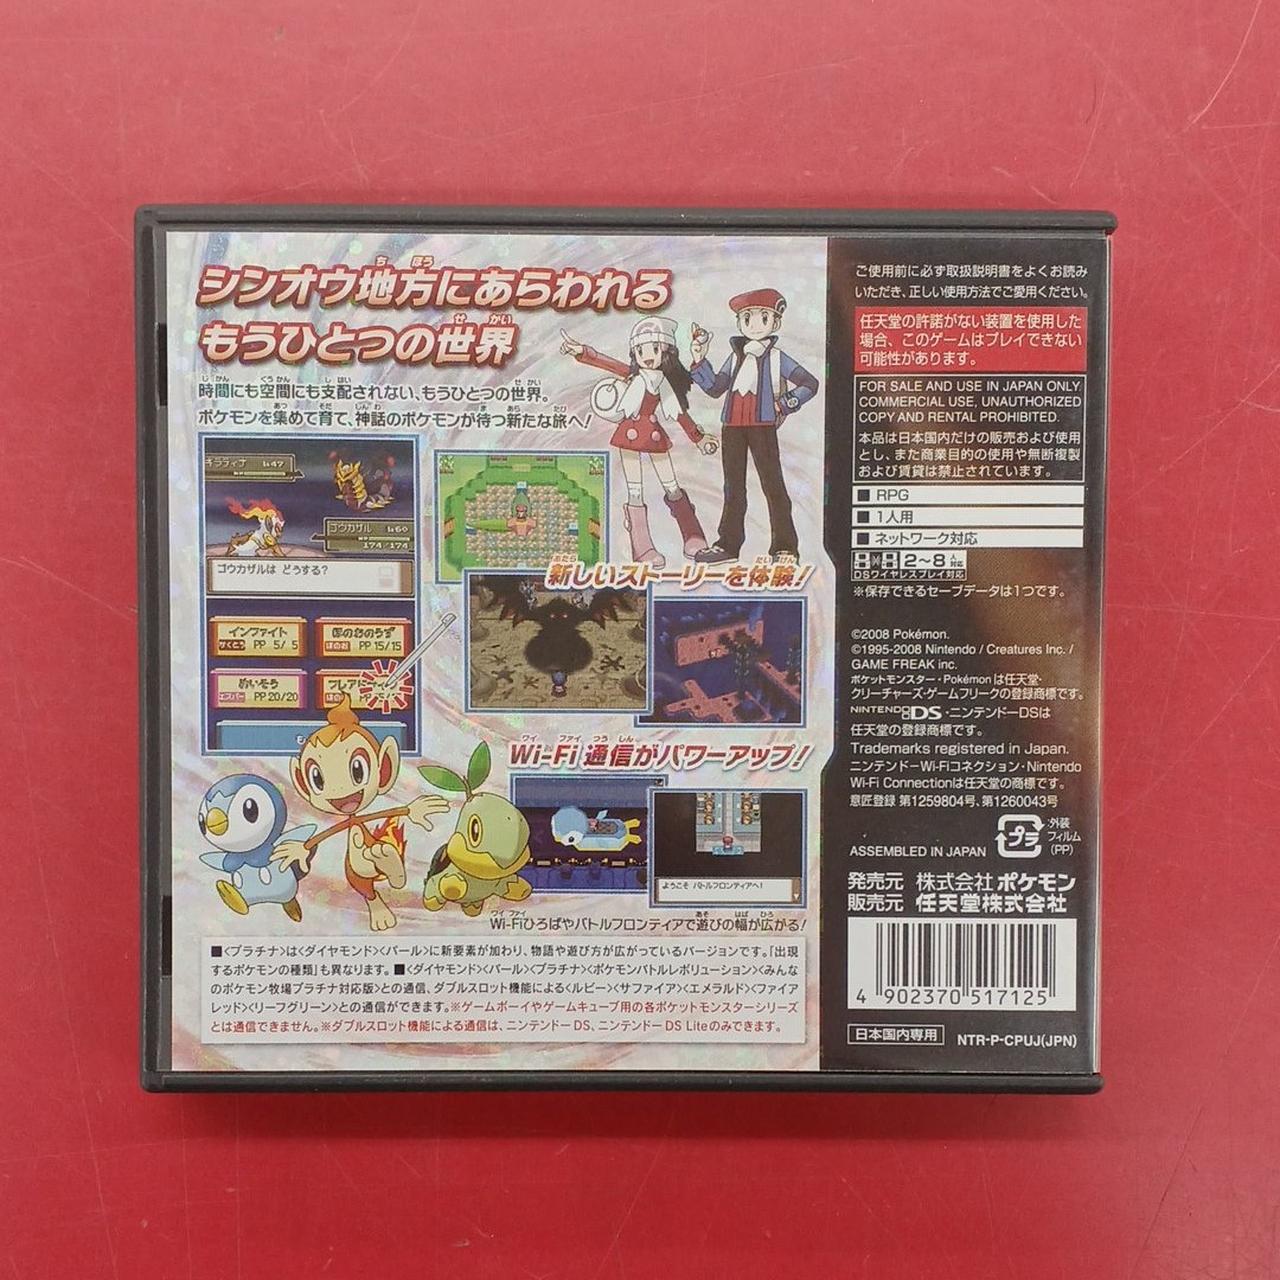 シンオウ地方にあらわれる
もうひとつの世界
時間にも空間にも支配されない、もうひとつの世界。
ポケモンを集めて育て、神話のポケモンが待つ新たな旅へ!
ギラティナ Lv47
ゴウカザル Lv60
174/174
ゴウカザルは どうする?
インファイト
かくとう PP 5/5
ほのおのうず
ほのお PP 15/15
めいそう
エスパー PP 20/20
新しいストーリーを体験!
Wi-Fi 通信がパワーアップ!
ようこそ バトルフロンティアへ!
Wi-Fiひろばやバトルフロンティアで遊びの幅が広がる!
■<プラチナ>は<ダイヤモンド><パール>に新要素が加わり、物語や遊び方が広がっているバージョンです。「出現
するポケモンの種類」も異なります。■<ダイヤモンド><パール><プラチナ><ポケモンバトルレボリューション><みんな
のポケモン牧場プラチナ対応版>との通信、ダブルスロット機能による<ルビー><サファイア><エメラルド><ファイア
レッド><リーフグリーン>との通信ができます。※ゲームボーイやゲームキューブ用の各ポケットモンスターシリーズ
とは通信できません。※ダブルスロット機能による通信は、ニンテンドーDS、ニンテンドーDS Liteのみできます。
ご使用前に必ず取扱説明書をよくお読み
いただき、正しい使用方法でご愛用ください。
任天堂の許諾がない装置を使用した
場合、このゲームはプレイできない
可能性があります。
FOR SALE AND USE IN JAPAN ONLY.
COMMERCIAL USE, UNAUTHORIZED
COPY AND RENTAL PROHIBITED.
本品は日本国内だけの販売および使用
とし、また商業目的の使用や無断複製
および賃貸は禁止されています。
■ RPG
■ 1人用
■ ネットワーク対応
2~8人対応
DSワイヤレスプレイ対応
※保存できるセーブデータは1つです。
©2008 Pokémon.
©1995-2008 Nintendo / Creatures Inc. /
GAME FREAK inc.
ポケットモンスター・Pokémonは任天堂・
クリーチャーズ・ゲームフリークの登録商標です。
NINTENDO DS・ニンテンドーDSは
任天堂の登録商標です。
Trademarks registered in Japan.
ニンテンドーWi-Fiコネクション・Nintendo
Wi-Fi Connectionは任天堂の商標です。
意匠登録 第1259804号、第1260043号
ASSEMBLED IN JAPAN
プラ
外装
フィルム
(PP)
発売元 株式会社ポケモン
販売元 任天堂株式会社
4 902370 517125
日本国内専用
NTR-P-CPUJ(JPN)